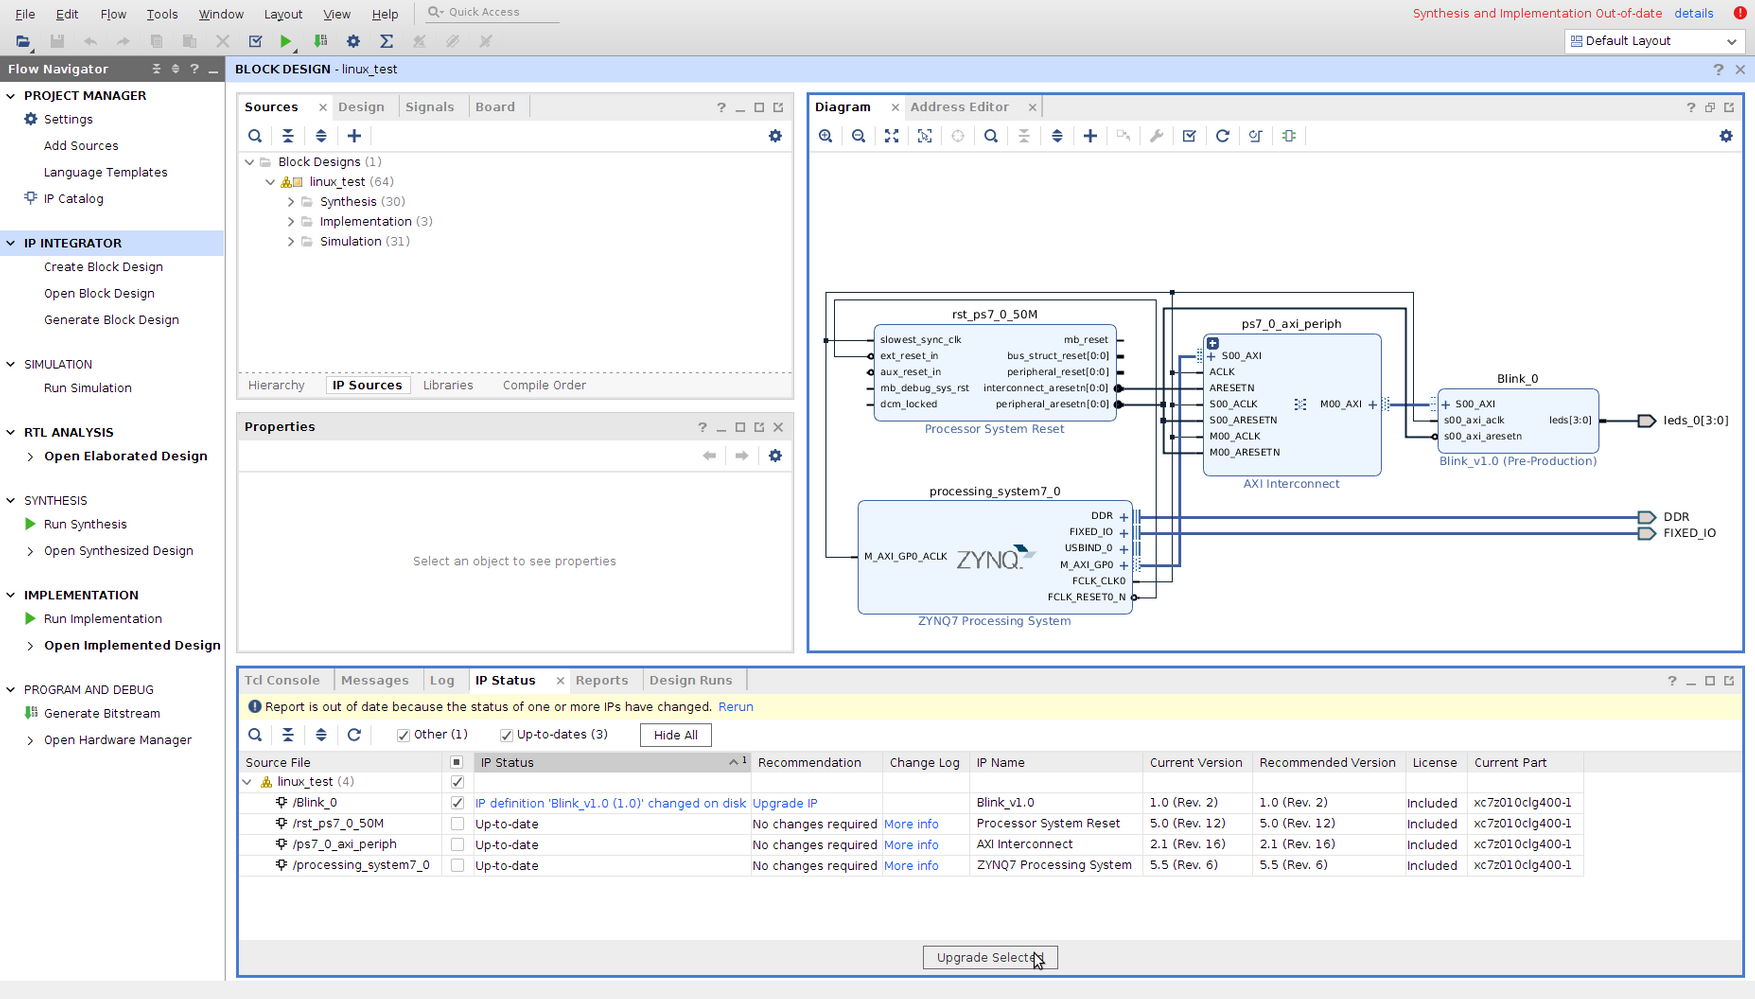 File Edit Flow Tools Window Layout View Help Quick Access
Synthesis and Implementation Out-of-date details
Default Layout
Flow Navigator
PROJECT MANAGER
Settings
Add Sources
Language Templates
IP Catalog
IP INTEGRATOR
Create Block Design
Open Block Design
Generate Block Design
SIMULATION
Run Simulation
RTL ANALYSIS
Open Elaborated Design
SYNTHESIS
Run Synthesis
Open Synthesized Design
IMPLEMENTATION
Run Implementation
Open Implemented Design
PROGRAM AND DEBUG
Generate Bitstream
Open Hardware Manager
BLOCK DESIGN - linux_test
Sources Design Signals Board
Block Designs (1)
linux_test (64)
Synthesis (30)
Implementation (3)
Simulation (31)
Hierarchy IP Sources Libraries Compile Order
Properties
Select an object to see properties
Diagram Address Editor
rst_ps7_0_50M
slowest_sync_clk mb_reset
ext_reset_in bus_struct_reset[0:0]
aux_reset_in peripheral_reset[0:0]
mb_debug_sys_rst interconnect_aresetn[0:0]
dcm_locked peripheral_aresetn[0:0]
Processor System Reset
ps7_0_axi_periph
S00_AXI
ACLK
ARESETN
S00_ACLK M00_AXI
S00_ARESETN
M00_ACLK
M00_ARESETN
AXI Interconnect
Blink_0
S00_AXI
s00_axi_aclk leds[3:0]
s00_axi_aresetn
Blink_v1.0 (Pre-Production)
leds_0[3:0]
processing_system7_0
DDR
FIXED_IO
USBIND_0
M_AXI_GP0_ACLK ZYNQ M_AXI_GP0
FCLK_CLK0
FCLK_RESET0_N
ZYNQ7 Processing System
DDR
FIXED_IO
Tcl Console Messages Log IP Status Reports Design Runs
Report is out of date because the status of one or more IPs have changed. Rerun
Other (1) Up-to-dates (3) Hide All
Source File IP Status 1 Recommendation Change Log IP Name Current Version Recommended Version License Current Part
linux_test (4)
/Blink_0 IP definition 'Blink_v1.0 (1.0)' changed on disk Upgrade IP Blink_v1.0 1.0 (Rev. 2) 1.0 (Rev. 2) Included xc7z010clg400-1
/rst_ps7_0_50M Up-to-date No changes required More info Processor System Reset 5.0 (Rev. 12) 5.0 (Rev. 12) Included xc7z010clg400-1
/ps7_0_axi_periph Up-to-date No changes required More info AXI Interconnect 2.1 (Rev. 16) 2.1 (Rev. 16) Included xc7z010clg400-1
/processing_system7_0 Up-to-date No changes required More info ZYNQ7 Processing System 5.5 (Rev. 6) 5.5 (Rev. 6) Included xc7z010clg400-1
Upgrade Selected